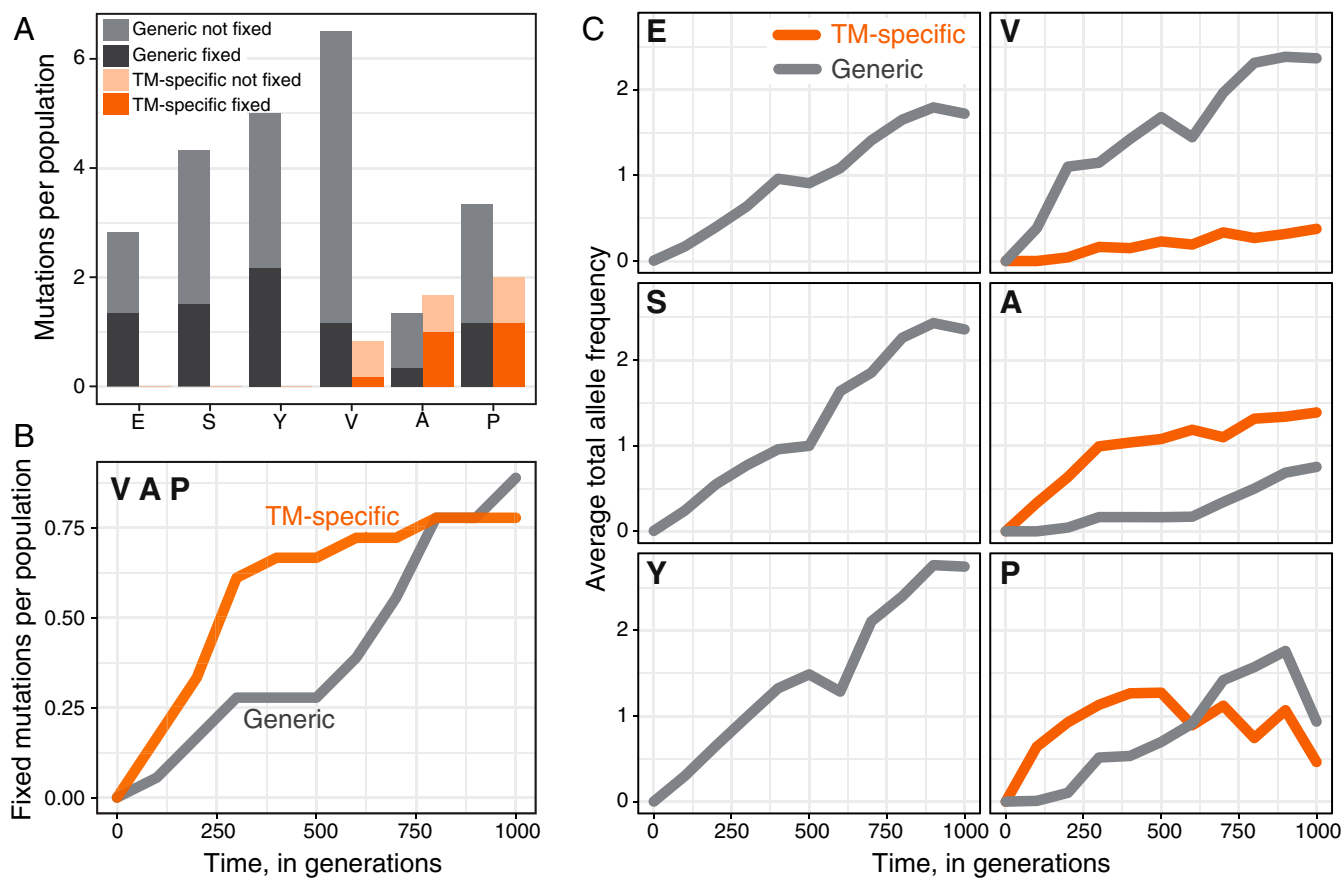 A
Generic not fixed
Generic fixed
TM-specific not fixed
TM-specific fixed
Mutations per population
6
4
2
0
E S Y V A P
B
V A P
TM-specific
Generic
Fixed mutations per population
0.75
0.50
0.25
0.00
0 250 500 750 1000
Time, in generations
C
E
TM-specific
Generic
V
S
A
Y
P
Average total allele frequency
2
1
0
2
1
0
2
1
0
0 250 500 750 1000
0 250 500 750 1000
Time, in generations